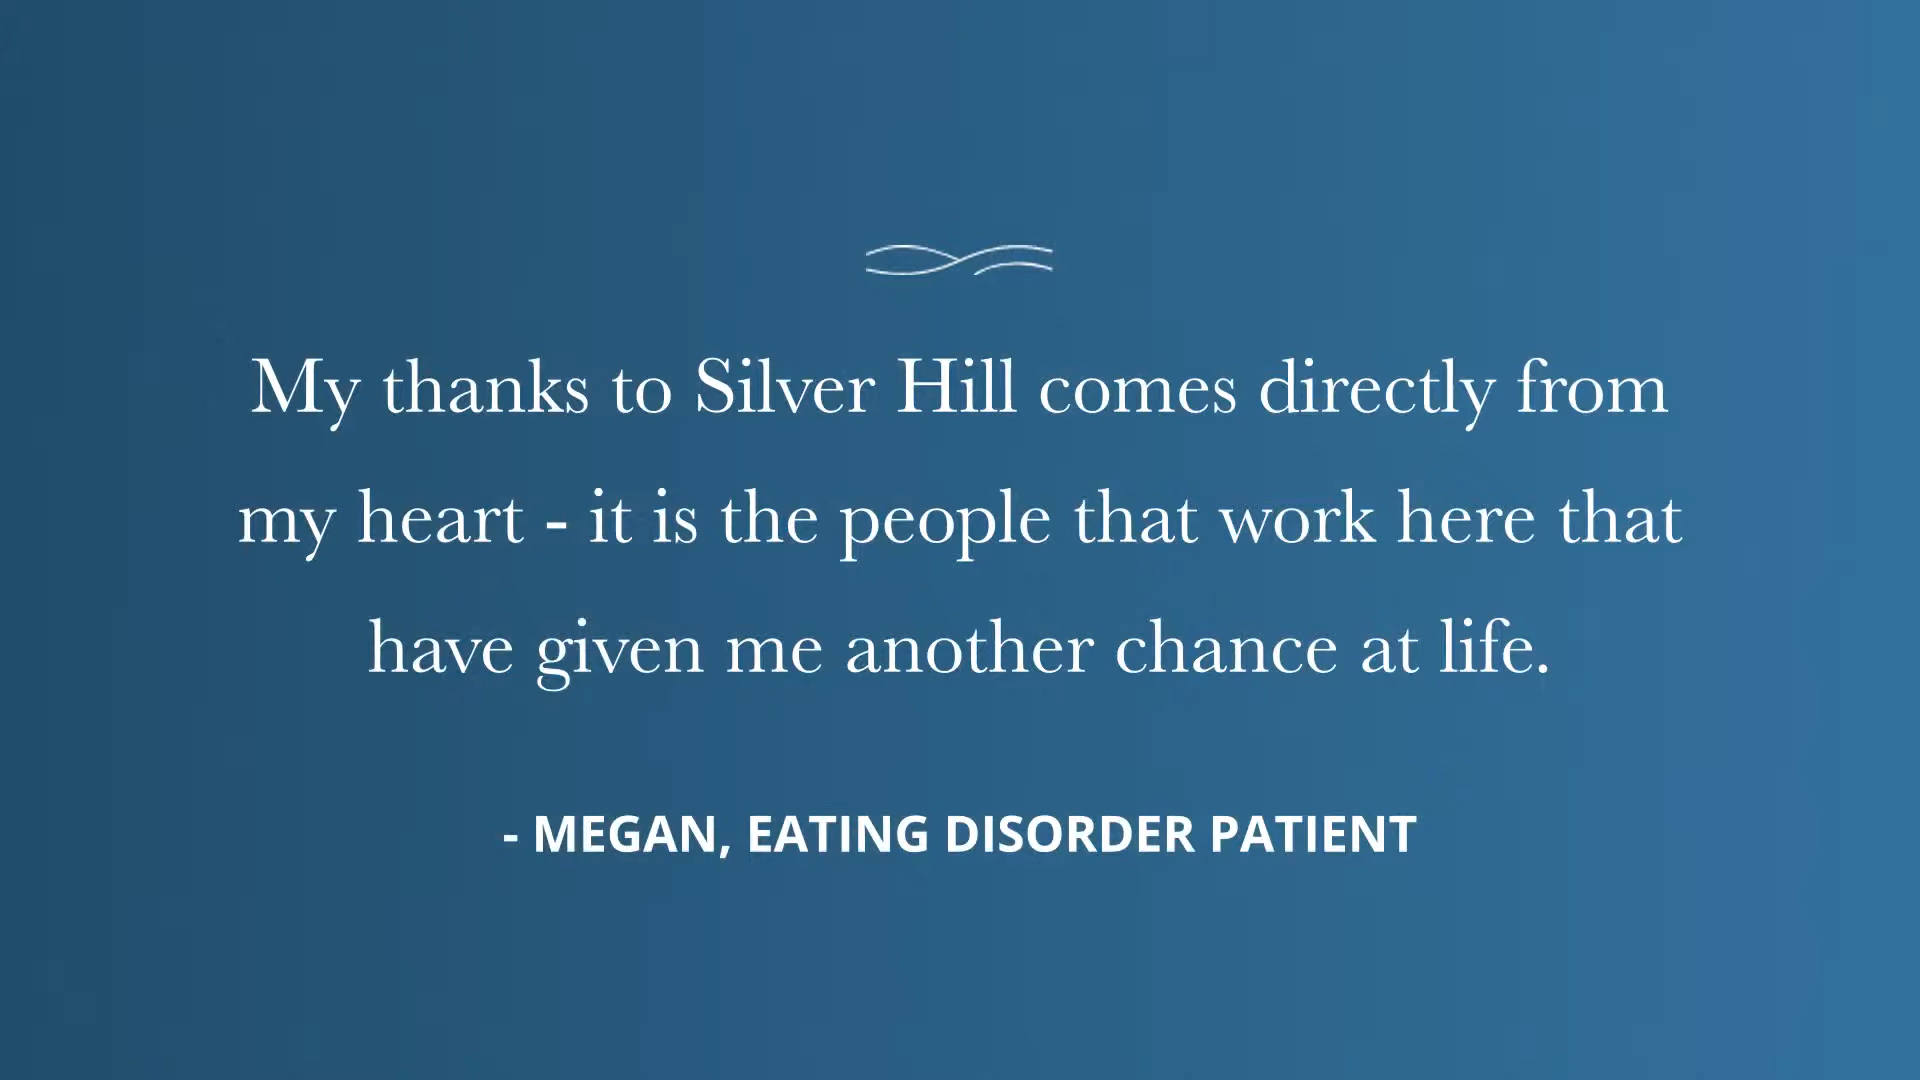 My thanks to Silver Hill comes directly from
my heart - it is the people that work here that
have given me another chance at life.
- MEGAN, EATING DISORDER PATIENT